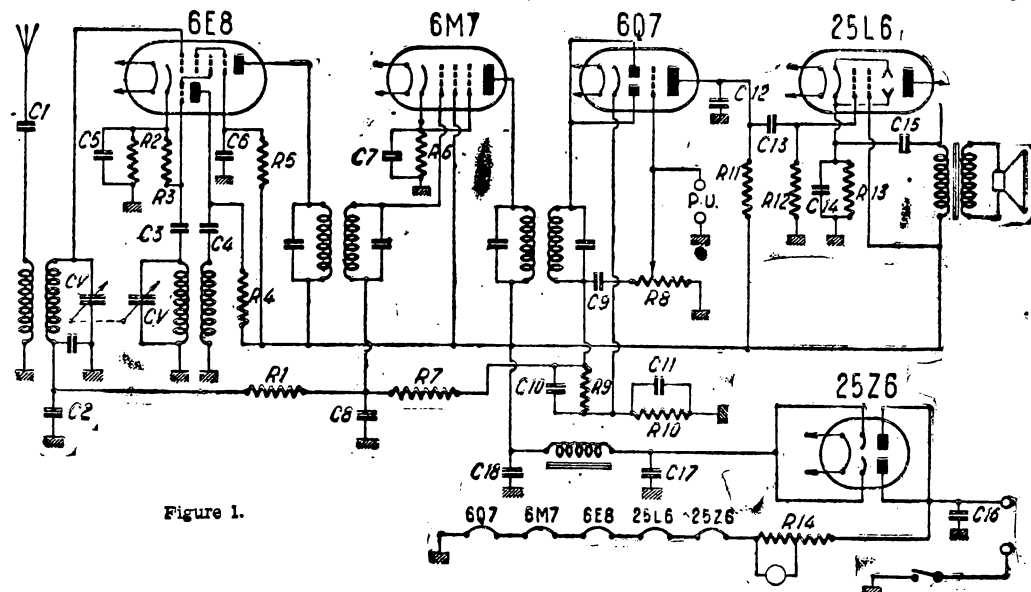 6E8
6M7
6Q7
25L6
C1
C5
R2
C6
R5
R3
C3
C4
CV
CV
R4
C7
R6
C12
C13
R11
P.U.
R12
C14
R13
C15
C9
R8
R1
R7
C2
C8
C10
R9
C11
R10
25Z6
C18
C17
C16
R14
6Q7 6M7 6E8 25L6 25Z6
Figure 1.